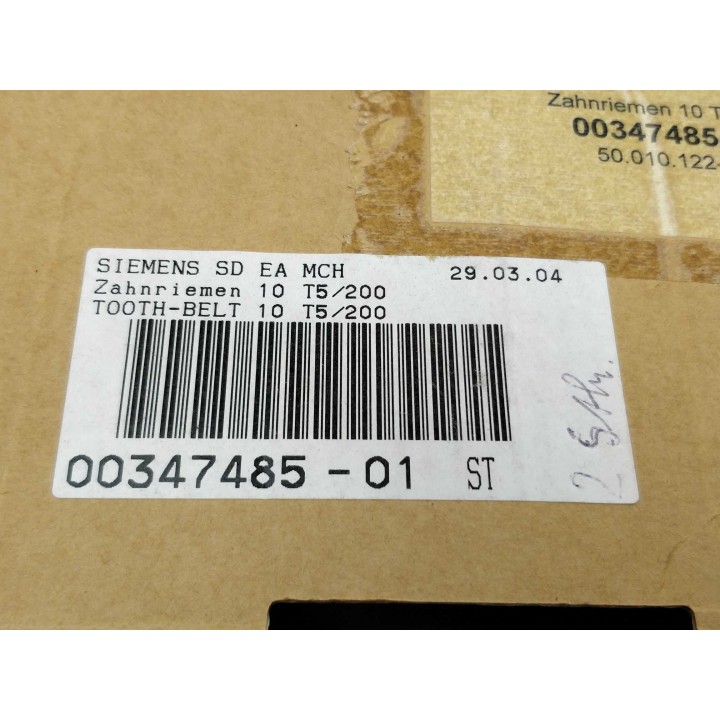 Zahnriemen 10 T
00347485
50.010.122-
SIEMENS SD EA MCH 29.03.04
Zahnriemen 10 T5/200
TOOTH-BELT 10 T5/200
00347485-01 ST